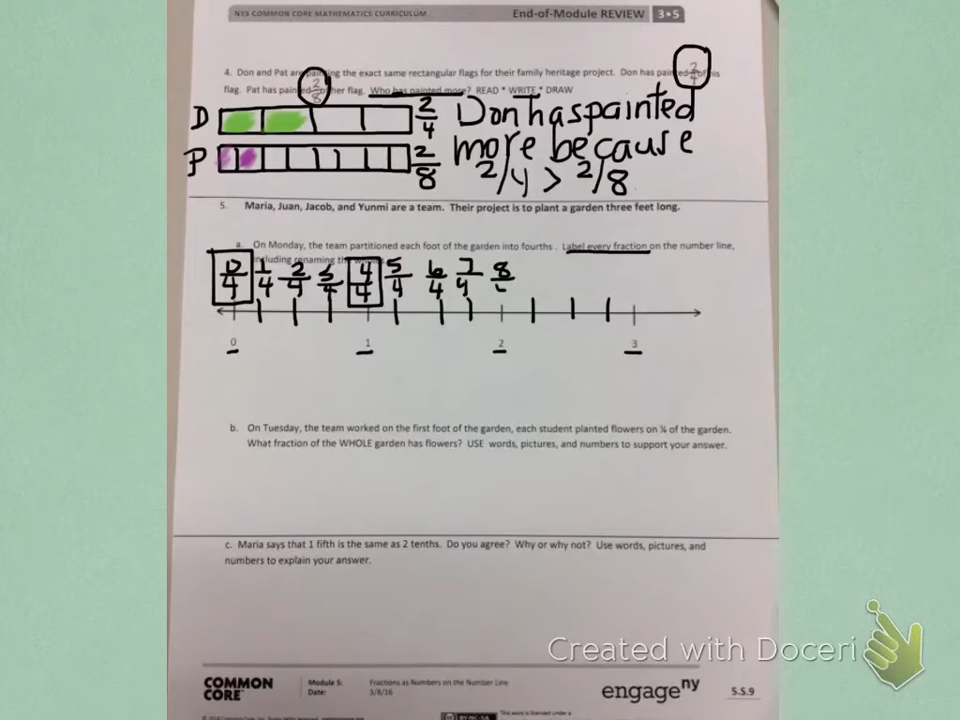 NYS COMMON CORE MATHEMATICS CURRICULUM End-of-Module REVIEW 3•5
4. Don and Pat are painting the exact same rectangular flags for their family heritage project. Don has painted 2/4 of his
flag. Pat has painted 2/8 of her flag. Who has painted more? READ * WRITE * DRAW
D 2/4 Don has painted
more because
P 2/8 2/4 > 2/8
5. Maria, Juan, Jacob, and Yunmi are a team. Their project is to plant a garden three feet long.
a. On Monday, the team partitioned each foot of the garden into fourths . Label every fraction on the number line,
including renaming the
0/4 1/4 2/4 3/4 4/4 5/4 6/4 7/4 8/
0 1 2 3
b. On Tuesday, the team worked on the first foot of the garden, each student planted flowers on ¼ of the garden.
What fraction of the WHOLE garden has flowers? USE words, pictures, and numbers to support your answer.
c. Maria says that 1 fifth is the same as 2 tenths. Do you agree? Why or why not? Use words, pictures, and
numbers to explain your answer.
Created with Doceri
COMMON CORE™
Module 5: Fractions as Numbers on the Number Line
Date: 3/8/16
engage ny
5.S.9